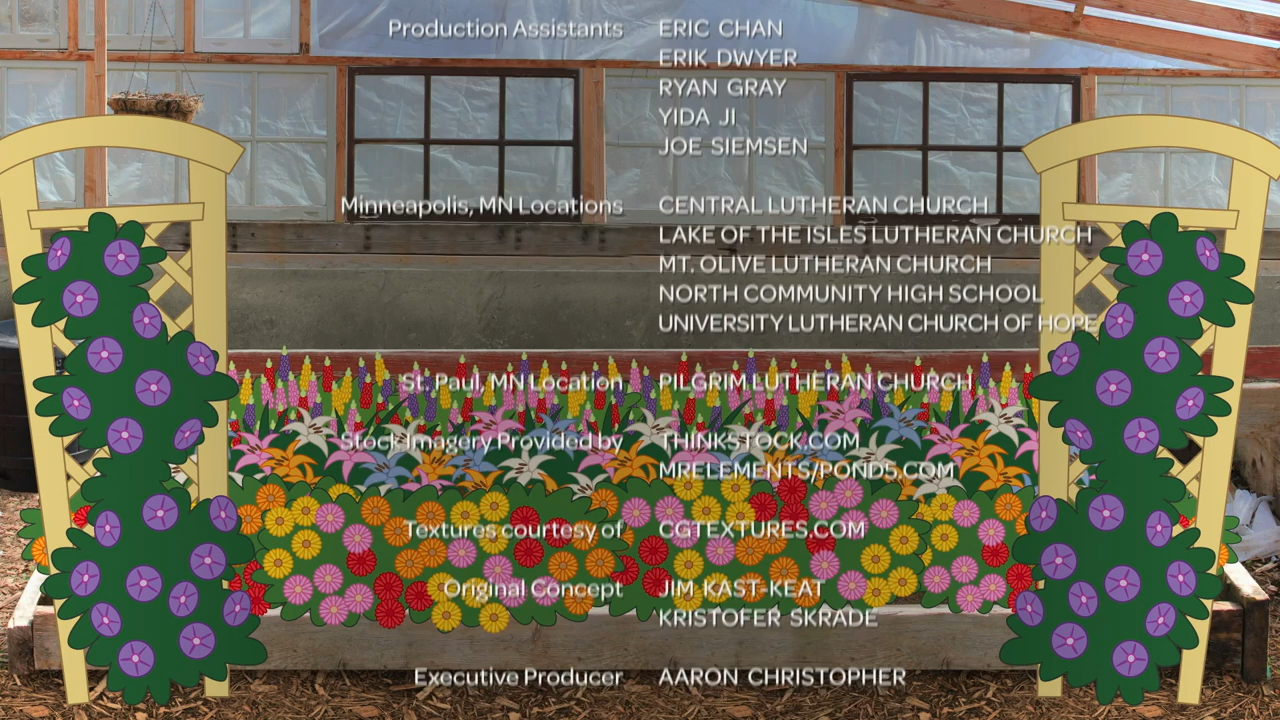 Production Assistants ERIC CHAN
ERIK DWYER
RYAN GRAY
YIDA JI
JOE SIEMSEN
Minneapolis, MN Locations CENTRAL LUTHERAN CHURCH
LAKE OF THE ISLES LUTHERAN CHURCH
MT. OLIVE LUTHERAN CHURCH
NORTH COMMUNITY HIGH SCHOOL
UNIVERSITY LUTHERAN CHURCH OF HOPE
St. Paul, MN Location PILGRIM LUTHERAN CHURCH
Stock Imagery Provided by THINKSTOCK.COM
MRELEMENTS/POND5.COM
Textures courtesy of CGTEXTURES.COM
Original Concept JIM KAST-KEAT
KRISTOFER SKRADE
Executive Producer AARON CHRISTOPHER